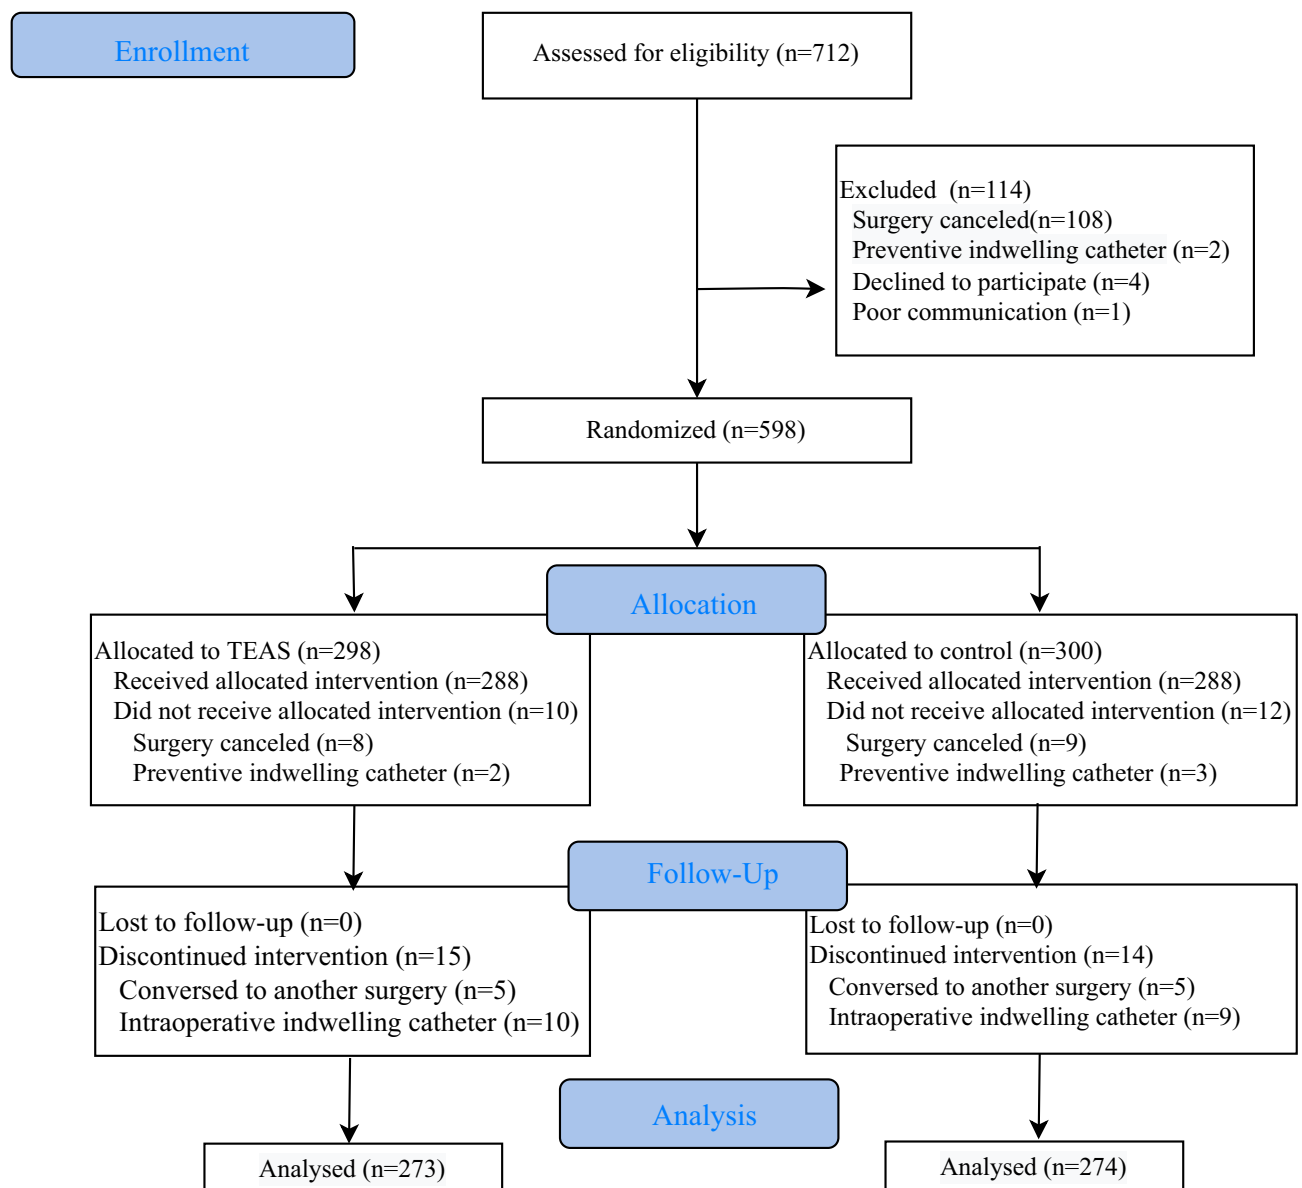 Enrollment
Assessed for eligibility (n=712)
Excluded (n=114)
Surgery canceled(n=108)
Preventive indwelling catheter (n=2)
Declined to participate (n=4)
Poor communication (n=1)
Randomized (n=598)
Allocation
Allocated to TEAS (n=298)
Received allocated intervention (n=288)
Did not receive allocated intervention (n=10)
Surgery canceled (n=8)
Preventive indwelling catheter (n=2)
Allocated to control (n=300)
Received allocated intervention (n=288)
Did not receive allocated intervention (n=12)
Surgery canceled (n=9)
Preventive indwelling catheter (n=3)
Follow-Up
Lost to follow-up (n=0)
Discontinued intervention (n=15)
Conversed to another surgery (n=5)
Intraoperative indwelling catheter (n=10)
Lost to follow-up (n=0)
Discontinued intervention (n=14)
Conversed to another surgery (n=5)
Intraoperative indwelling catheter (n=9)
Analysis
Analysed (n=273)
Analysed (n=274)